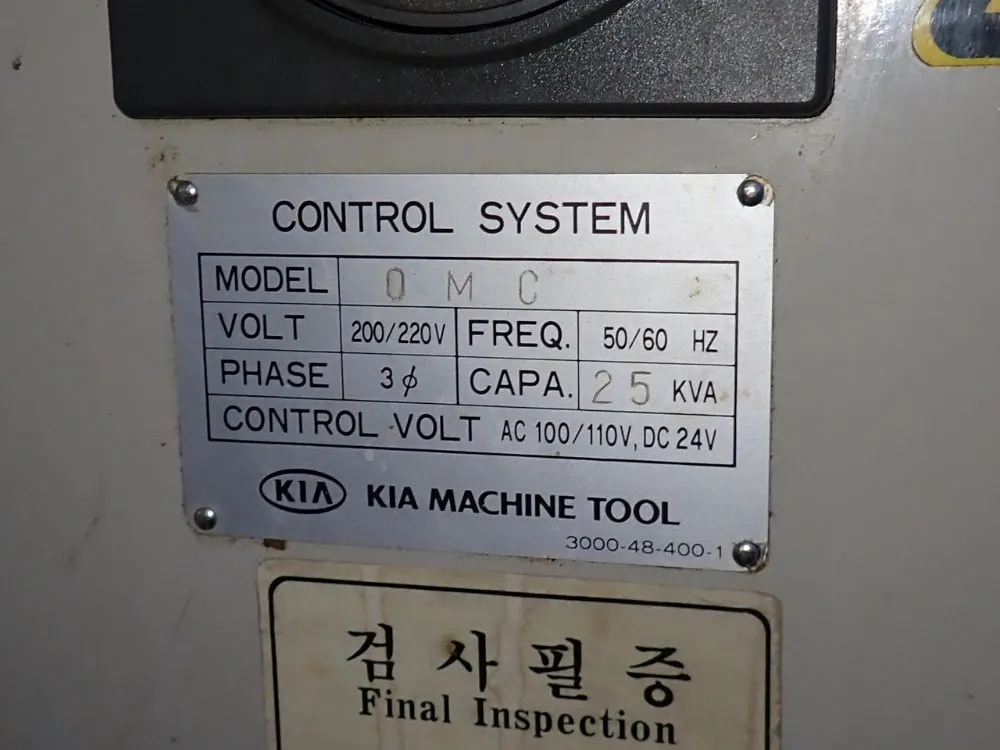 CONTROL SYSTEM
MODEL 0 M C
VOLT 200/220V FREQ. 50/60 HZ
PHASE 3ϕ CAPA. 25 KVA
CONTROL VOLT AC 100/110V, DC 24V
KIA KIA MACHINE TOOL
3000-48-400-1
검사필증
Final Inspection